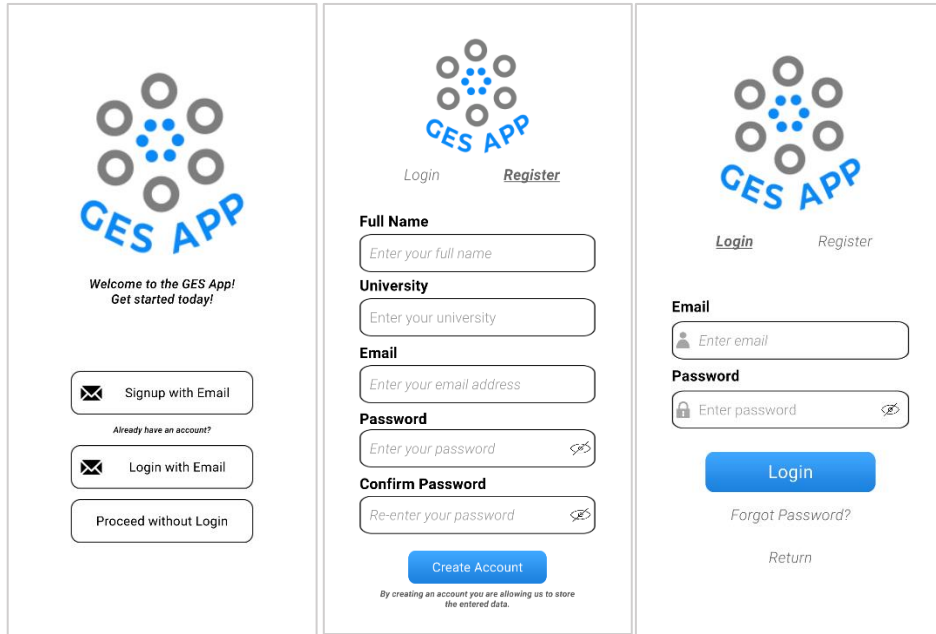 GES APP
Welcome to the GES App!
Get started today!
Signup with Email
Already have an account?
Login with Email
Proceed without Login
GES APP
Login Register
Full Name
Enter your full name
University
Enter your university
Email
Enter your email address
Password
Enter your password
Confirm Password
Re-enter your password
Create Account
By creating an account you are allowing us to store
the entered data.
GES APP
Login Register
Email
Enter email
Password
Enter password
Login
Forgot Password?
Return